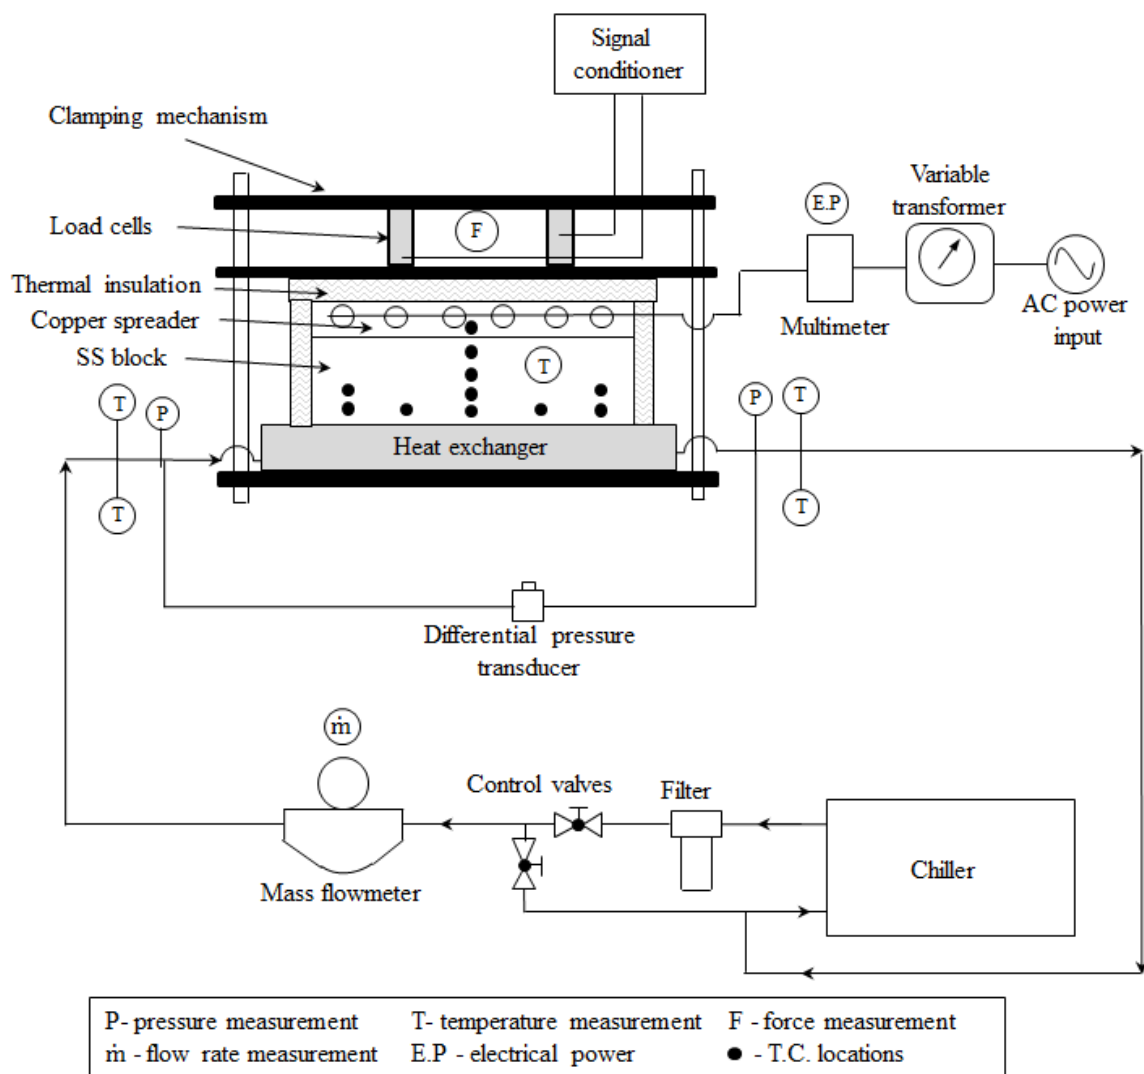 Signal
conditioner
Clamping mechanism
Variable
transformer
E.P
Load cells
F
Thermal insulation
Copper spreader
AC power
input
Multimeter
SS block
T
T
P
P
T
Heat exchanger
T
T
Differential pressure
transducer
ṁ
Control valves
Filter
Chiller
Mass flowmeter
P- pressure measurement T- temperature measurement F - force measurement
ṁ - flow rate measurement E.P - electrical power ● - T.C. locations